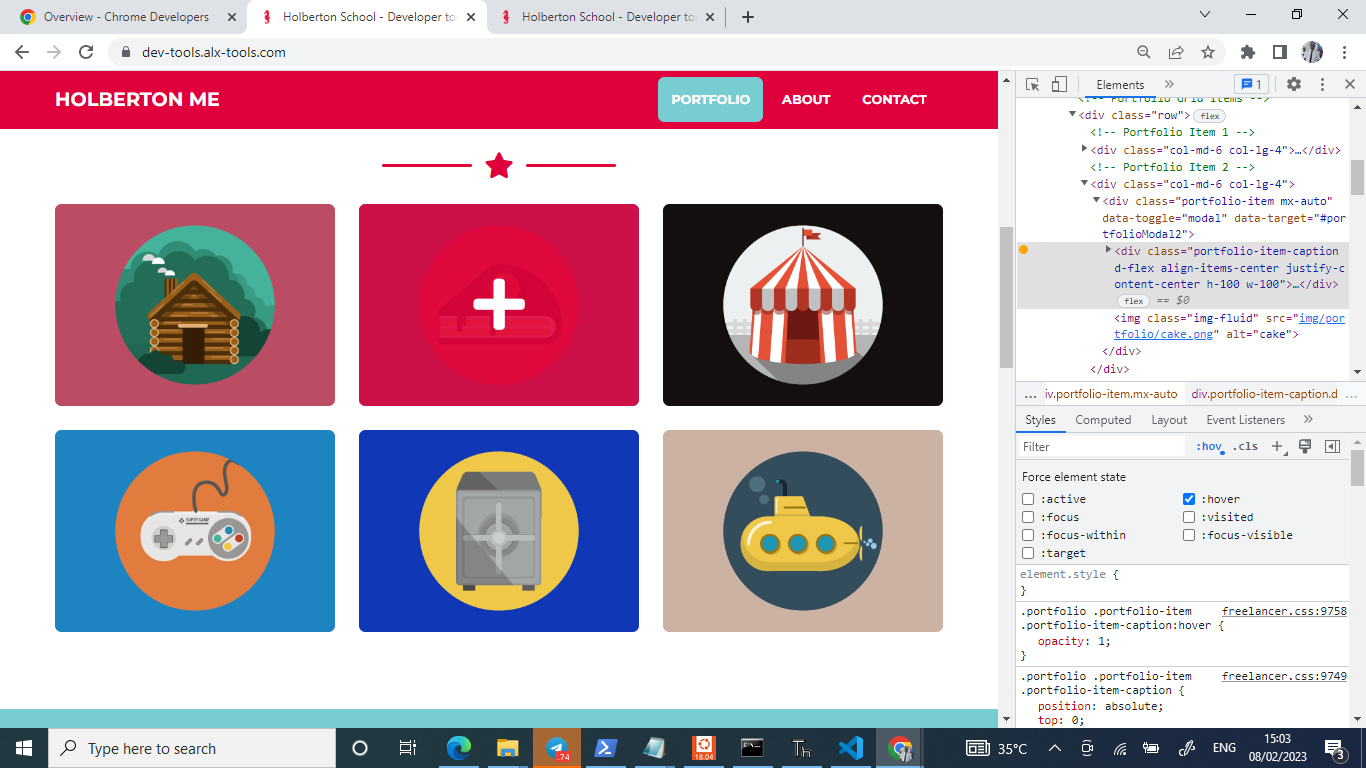 Overview - Chrome Developers
Holberton School - Developer to
Holberton School - Developer to
dev-tools.alx-tools.com
HOLBERTON ME
PORTFOLIO
ABOUT
CONTACT
SUPER GAME
Elements
1
<!-- Portfolio Grid Items -->
<div class="row"> flex
<!-- Portfolio Item 1 -->
<div class="col-md-6 col-lg-4">…</div>
<!-- Portfolio Item 2 -->
<div class="col-md-6 col-lg-4">
<div class="portfolio-item mx-auto"
data-toggle="modal" data-target="#por
tfolioModal2">
<div class="portfolio-item-caption
d-flex align-items-center justify-co
ntent-center h-100 w-100">…</div>
flex == $0
<img class="img-fluid" src="img/por
tfolio/cake.png" alt="cake">
</div>
</div>
… iv.portfolio-item.mx-auto div.portfolio-item-caption.d …
Styles Computed Layout Event Listeners
Filter :hov .cls
Force element state
:active :hover
:focus :visited
:focus-within :focus-visible
:target
element.style {
}
.portfolio .portfolio-item freelancer.css:9758
.portfolio-item-caption:hover {
opacity: 1;
}
.portfolio .portfolio-item freelancer.css:9749
.portfolio-item-caption {
position: absolute;
top: 0;
Type here to search
..74
18.04
35°C
ENG
15:03
08/02/2023
3